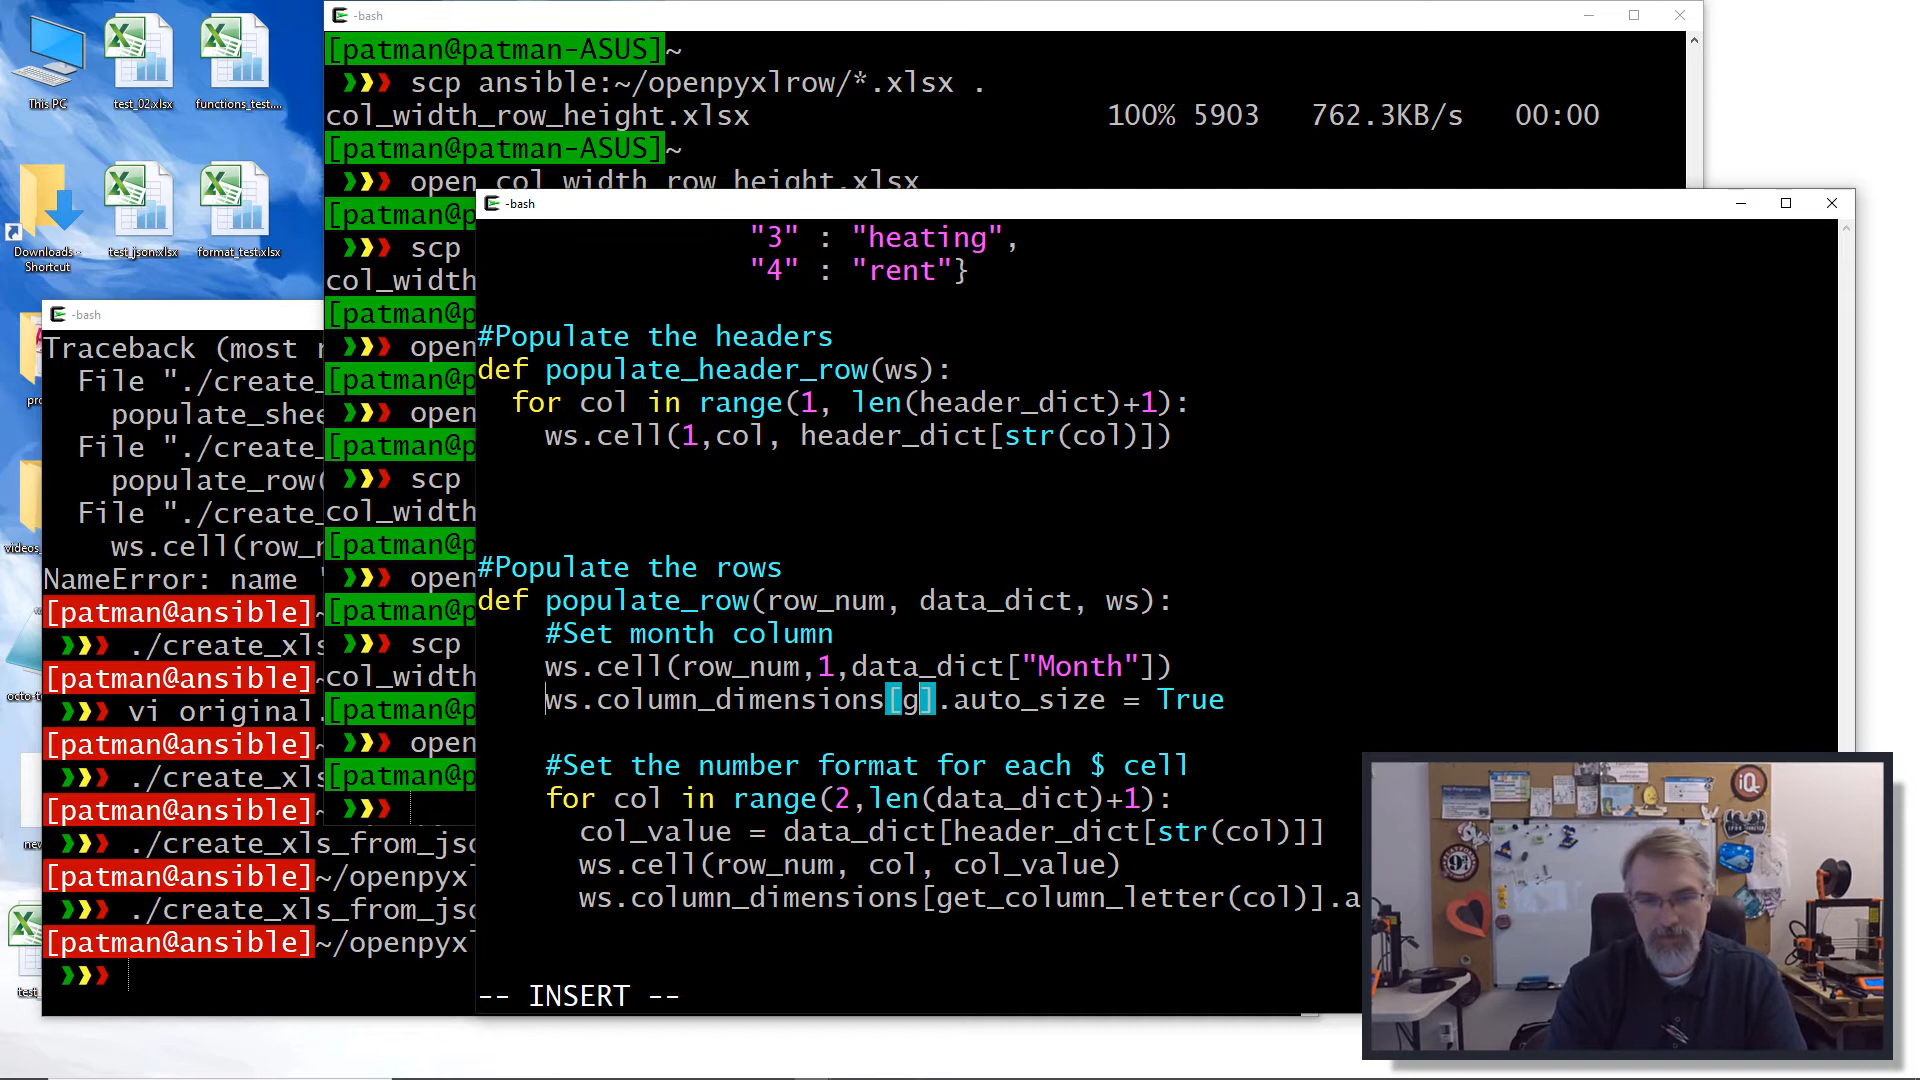 -bash
[patman@patman-ASUS]~
scp ansible:~/openpyxlrow/*.xlsx .
col_width_row_height.xlsx 100% 5903 762.3KB/s 00:00
[patman@patman-ASUS]~
open col_width_row_height.xlsx
[patman@p
scp
col_width
[patman@p
open
[patman@p
open
[patman@p
scp
col_width
[patman@p
open
[patman@p
scp
col_width
[patman@p
open
[patman@p
This PC
test_02.xlsx
functions_test....
Downloads - Shortcut
test_json.xlsx
format_test.xlsx
-bash
Traceback (most r
File "./create_
populate_shee
File "./create_
populate_row(
File "./create_
ws.cell(row_n
NameError: name '
[patman@ansible]~
./create_xls
[patman@ansible]~
vi original.
[patman@ansible]~
./create_xls
[patman@ansible]~
./create_xls_from_jso
[patman@ansible]~/openpyxl
./create_xls_from_jso
[patman@ansible]~/openpyxl
-bash
"3" : "heating",
"4" : "rent"}
#Populate the headers
def populate_header_row(ws):
for col in range(1, len(header_dict)+1):
ws.cell(1,col, header_dict[str(col)])
#Populate the rows
def populate_row(row_num, data_dict, ws):
#Set month column
ws.cell(row_num,1,data_dict["Month"])
ws.column_dimensions[g].auto_size = True
#Set the number format for each $ cell
for col in range(2,len(data_dict)+1):
col_value = data_dict[header_dict[str(col)]]
ws.cell(row_num, col, col_value)
ws.column_dimensions[get_column_letter(col)].a
-- INSERT --